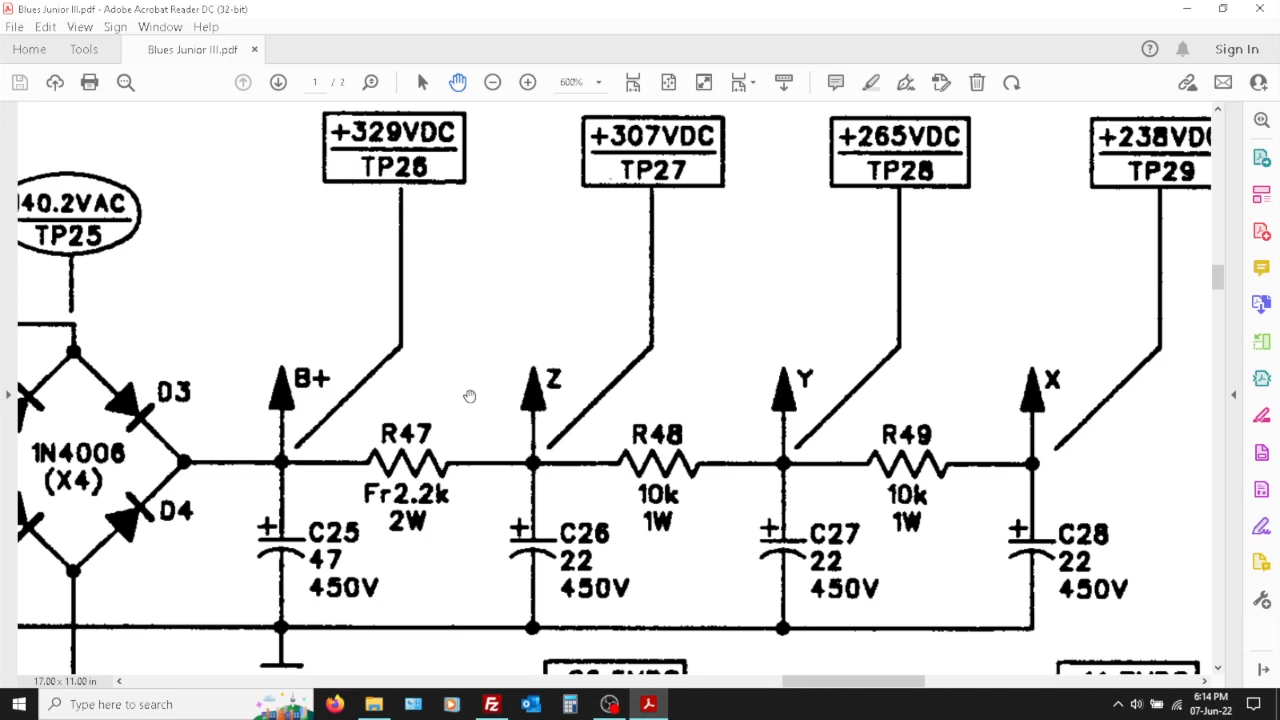 Blues Junior III.pdf - Adobe Acrobat Reader DC (32-bit)
File Edit View Sign Window Help
Home Tools Blues Junior III.pdf × Sign In
1 / 2 600%
+329VDC
TP26
+307VDC
TP27
+265VDC
TP28
+238VDC
TP29
40.2VAC
TP25
D3
1N4006
(X4)
D4
B+
Z
Y
X
R47
Fr2.2k
2W
R48
10k
1W
R49
10k
1W
+
C25
47
450V
+
C26
22
450V
+
C27
22
450V
+
C28
22
450V
17.00 x 11.00 in
Type here to search
6:14 PM
07-Jun-22